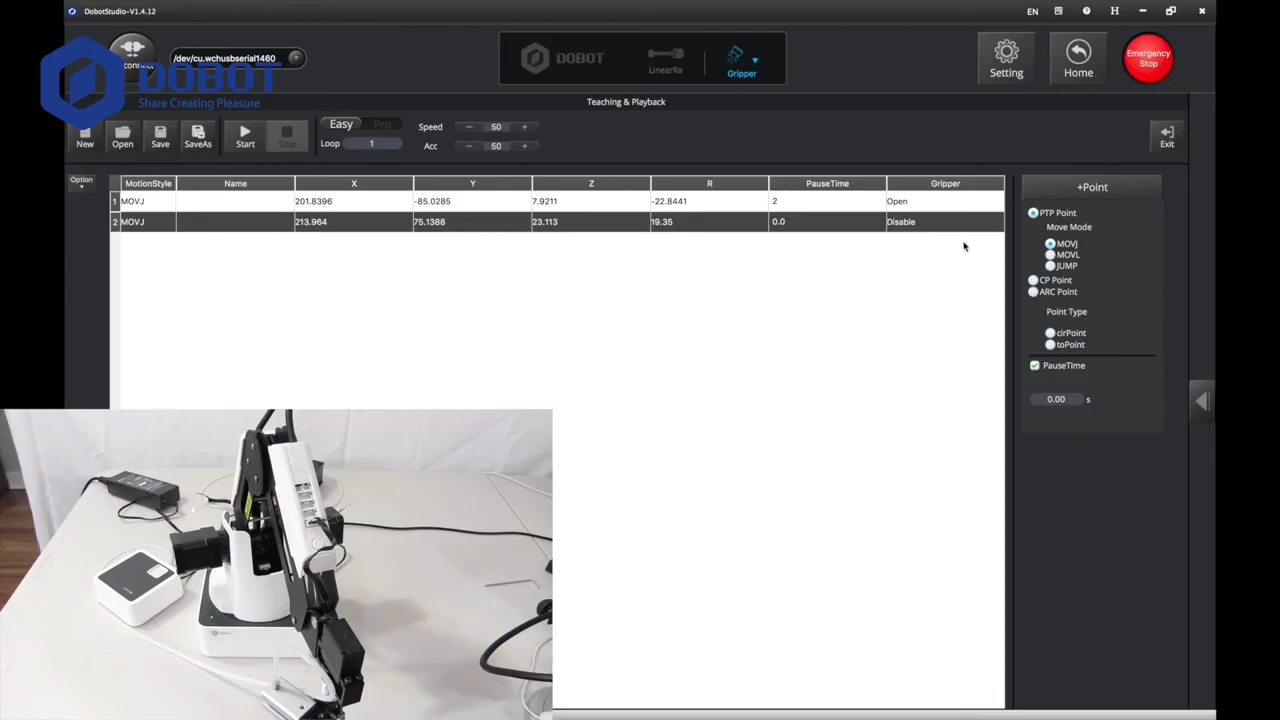 DobotStudio-V1.4.12
EN
H
/dev/cu.wchusbserial1460
DOBOT
LinearRa
Gripper
Setting
Home
Emergency
Stop
DOBOT
Share Creating Pleasure
Teaching & Playback
New
Open
Save
SaveAs
Start
Stop
Easy
Pro
Loop
1
Speed
50
Acc
50
Exit
Option
MotionStyle Name X Y Z R PauseTime Gripper
1 MOVJ 201.8396 -85.0285 7.9211 -22.8441 2 Open
2 MOVJ 213.964 75.1388 23.113 19.35 0.0 Disable
+Point
PTP Point
Move Mode
MOVJ
MOVL
JUMP
CP Point
ARC Point
Point Type
cirPoint
toPoint
PauseTime
0.00 s